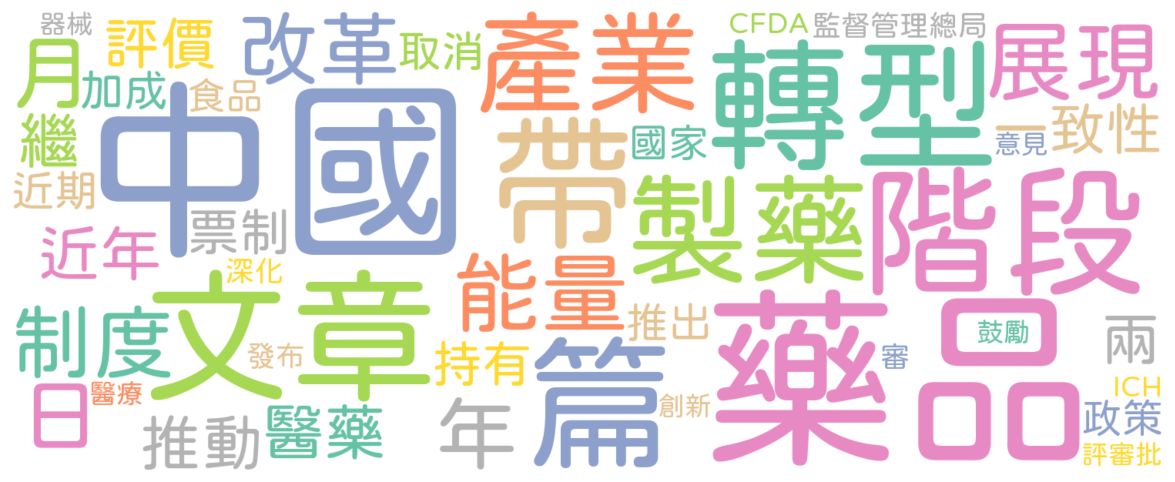 器械
評價
改革
取消
產業
CFDA
監督管理總局
展現
月
加成
食品
中國
轉型
繼
帶
國家
意見
一致性
近期
票制
製藥
階段
近年
深化
能量
制度
文章
推出
藥品
鼓勵
兩
發布
持有
篇
審
日
醫療
創新
ICH
推動
醫藥
年
政策
評審批